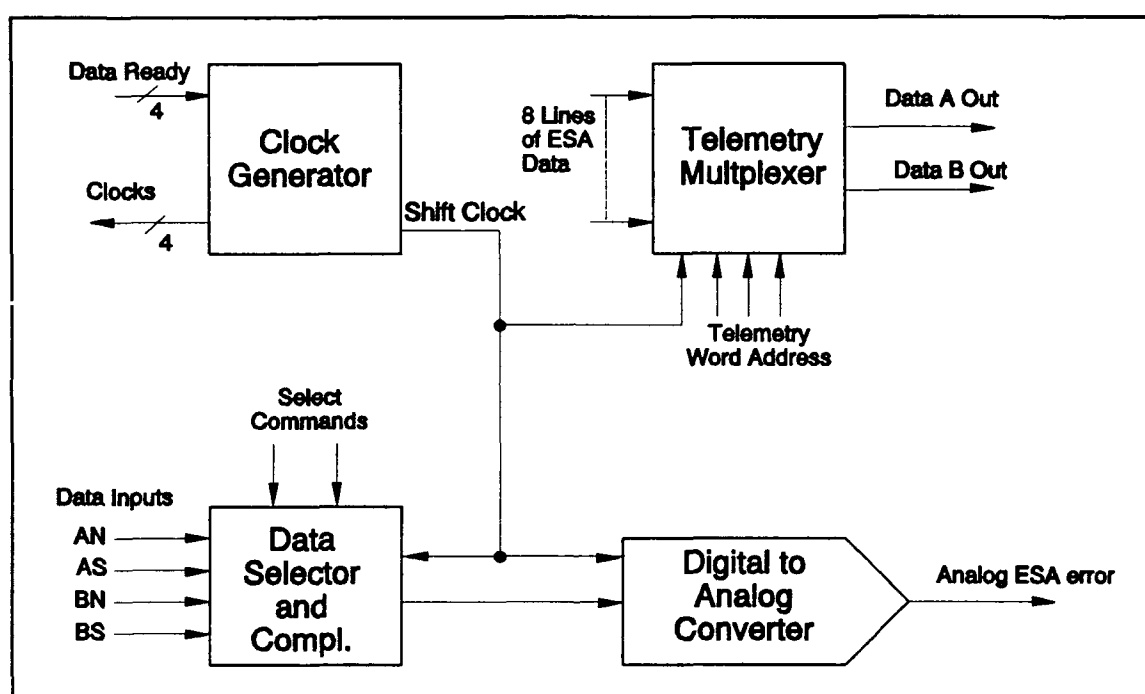 Data Ready
4
Clock
Generator
Clocks
4
Shift Clock
8 Lines
of ESA
Data
Telemetry
Multplexer
Data A Out
Data B Out
Telemetry
Word Address
Select
Commands
Data Inputs
AN
AS
BN
BS
Data
Selector
and
Compl.
Digital to
Analog
Converter
Analog ESA error